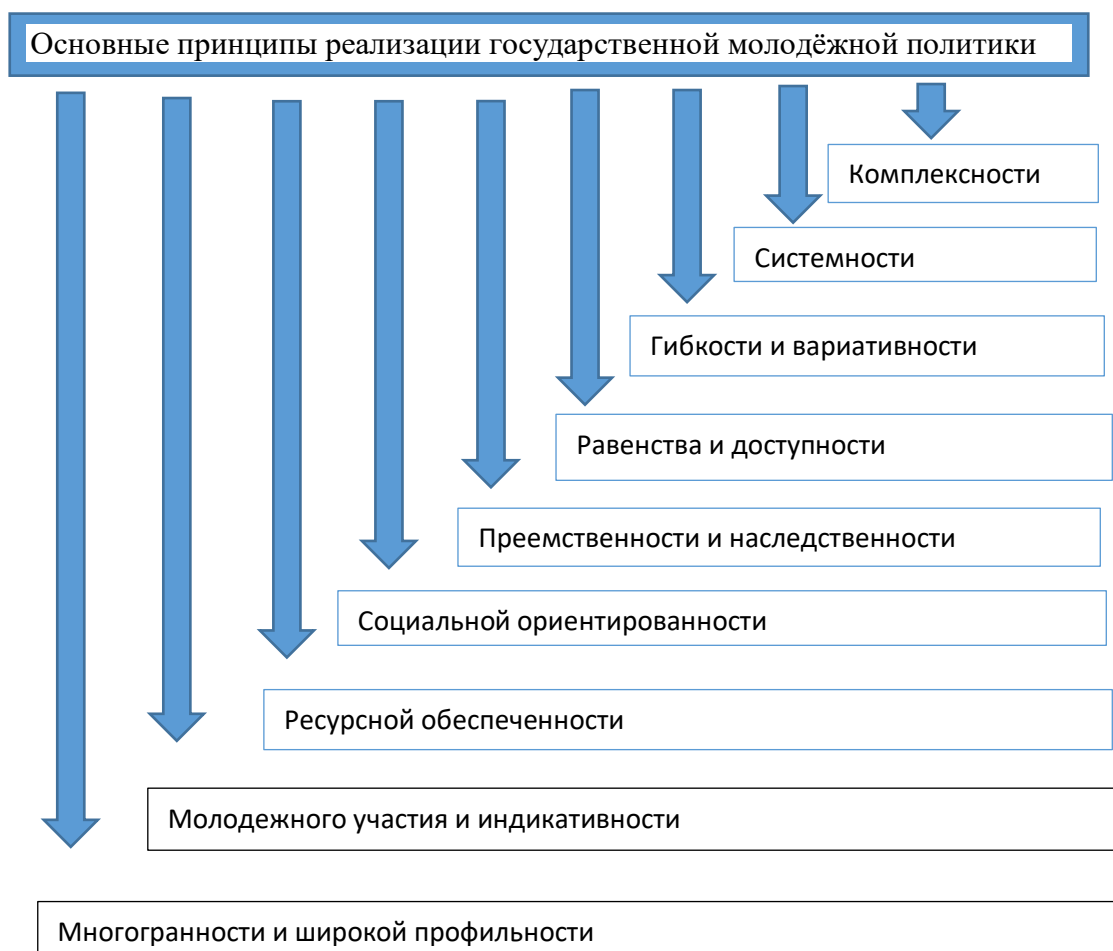 Основные принципы реализации государственной молодёжной политики
Комплексности
Системности
Гибкости и вариативности
Равенства и доступности
Преемственности и наследственности
Социальной ориентированности
Ресурсной обеспеченности
Молодежного участия и индикативности
Многогранности и широкой профильности